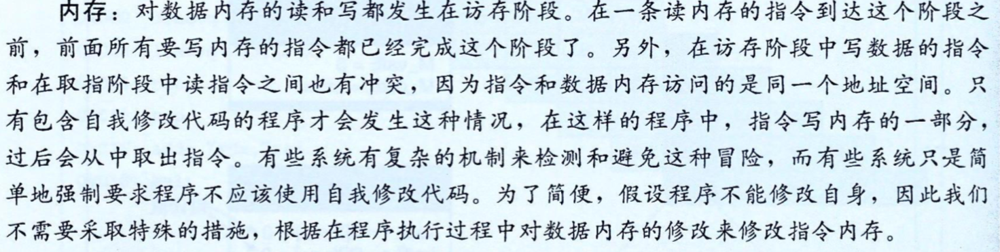 内存：对数据内存的读和写都发生在访存阶段。在一条读内存的指令到达这个阶段之
前，前面所有要写内存的指令都已经完成这个阶段了。另外，在访存阶段中写数据的指令
和在取指阶段中读指令之间也有冲突，因为指令和数据内存访问的是同一个地址空间。只
有包含自我修改代码的程序才会发生这种情况，在这样的程序中，指令写内存的一部分，
过后会从中取出指令。有些系统有复杂的机制来检测和避免这种冒险，而有些系统只是简
单地强制要求程序不应该使用自我修改代码。为了简便，假设程序不能修改自身，因此我们
不需要采取特殊的措施，根据在程序执行过程中对数据内存的修改来修改指令内存。